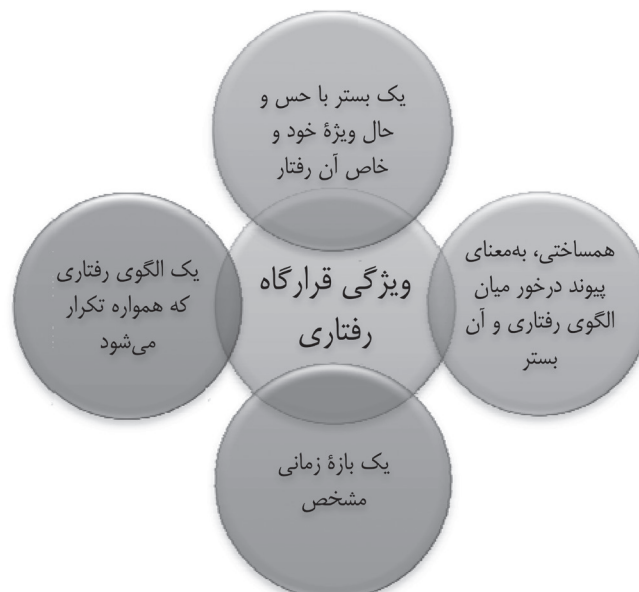 یک بستر با حس و
حال ویژۀ خود و
خاص آن رفتار
همساختی، به‌معنای
پیوند درخور میان
الگوی رفتاری و آن
بستر
ویژگی قرارگاه
رفتاری
یک الگوی رفتاری
که همواره تکرار
می‌شود
یک بازۀ زمانی
مشخص